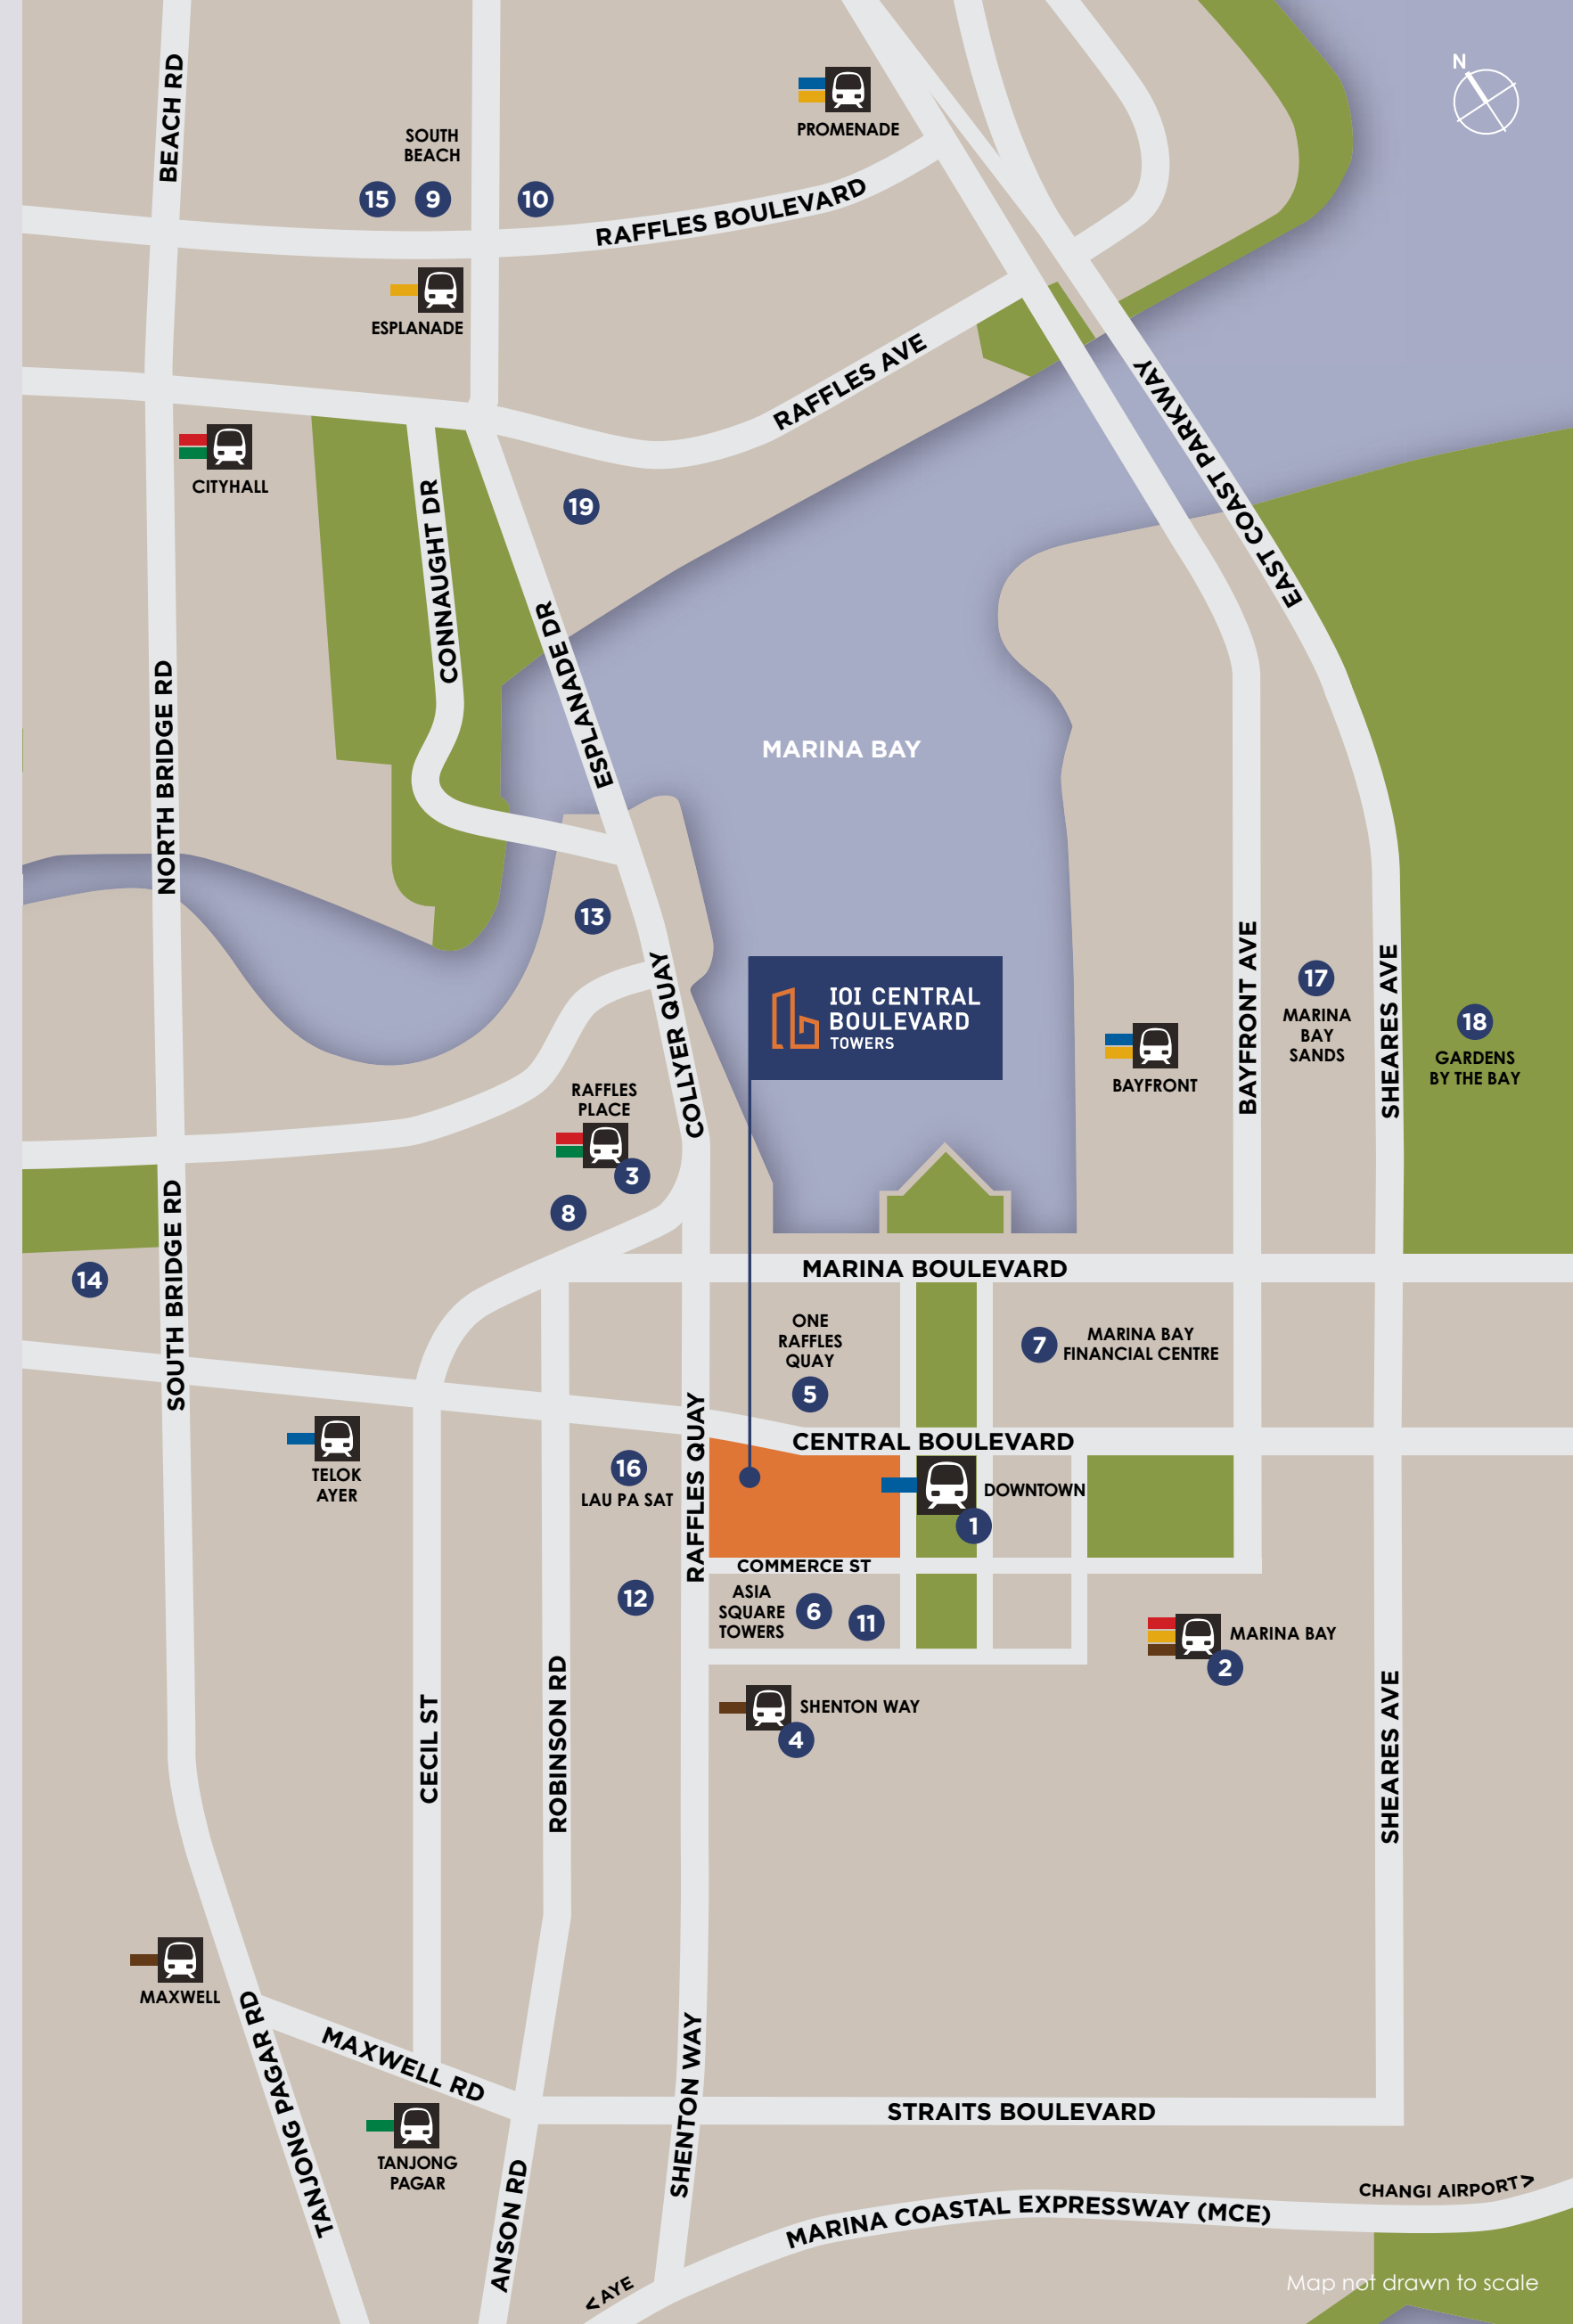 N
BEACH RD
PROMENADE
SOUTH
BEACH
15
9
10
RAFFLES BOULEVARD
ESPLANADE
RAFFLES AVE
EAST COAST PARKWAY
CITYHALL
CONNAUGHT DR
19
ESPLANADE DR
NORTH BRIDGE RD
MARINA BAY
13
COLLYER QUAY
IOI CENTRAL
BOULEVARD
TOWERS
BAYFRONT
BAYFRONT AVE
17
MARINA
BAY
SANDS
SHEARES AVE
18
GARDENS
BY THE BAY
RAFFLES
PLACE
3
8
SOUTH BRIDGE RD
14
MARINA BOULEVARD
ONE
RAFFLES
QUAY
5
7
MARINA BAY
FINANCIAL CENTRE
RAFFLES QUAY
CENTRAL BOULEVARD
TELOK
AYER
16
LAU PA SAT
DOWNTOWN
1
COMMERCE ST
12
ASIA
SQUARE
TOWERS
6
11
MARINA BAY
2
SHENTON WAY
4
CECIL ST
ROBINSON RD
SHEARES AVE
MAXWELL
TANJONG PAGAR RD
MAXWELL RD
SHENTON WAY
STRAITS BOULEVARD
TANJONG
PAGAR
ANSON RD
MARINA COASTAL EXPRESSWAY (MCE)
CHANGI AIRPORT >
< AYE
Map not drawn to scale